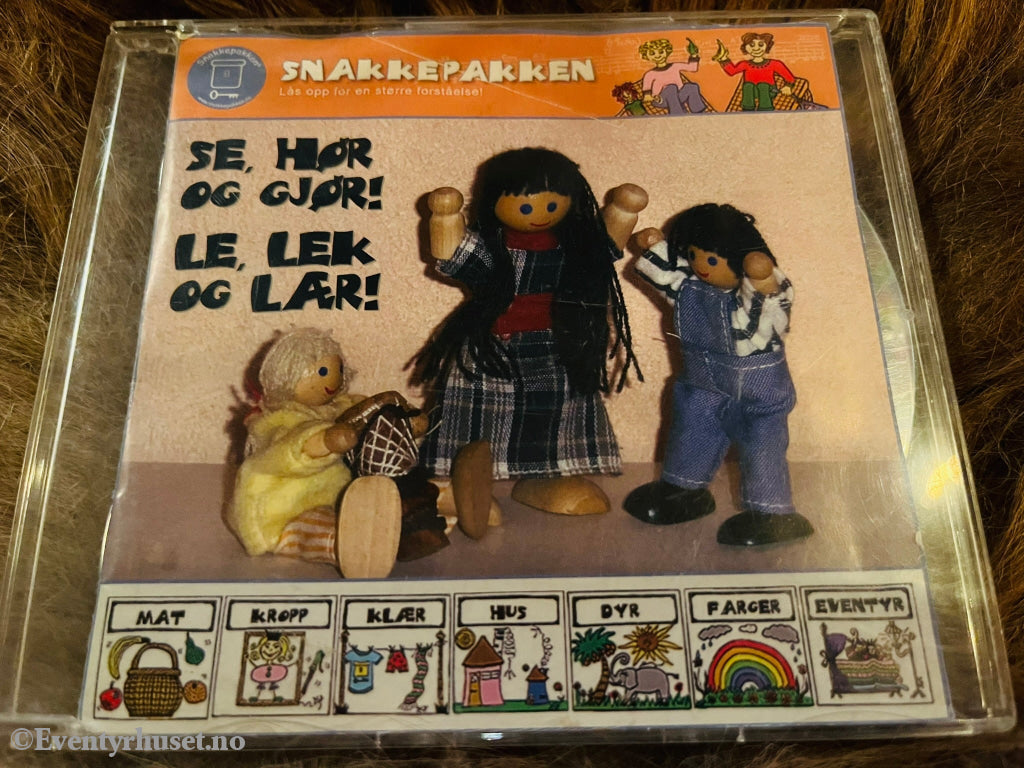 Snakkepakken
SNAKKEPAKKEN
Lås opp for en større forståelse!
SE, HØR
OG GJØR!
LE, LEK
OG LÆR!
MAT
KROPP
KLÆR
HUS
DYR
FARGER
EVENTYR
©Eventyrhuset.no